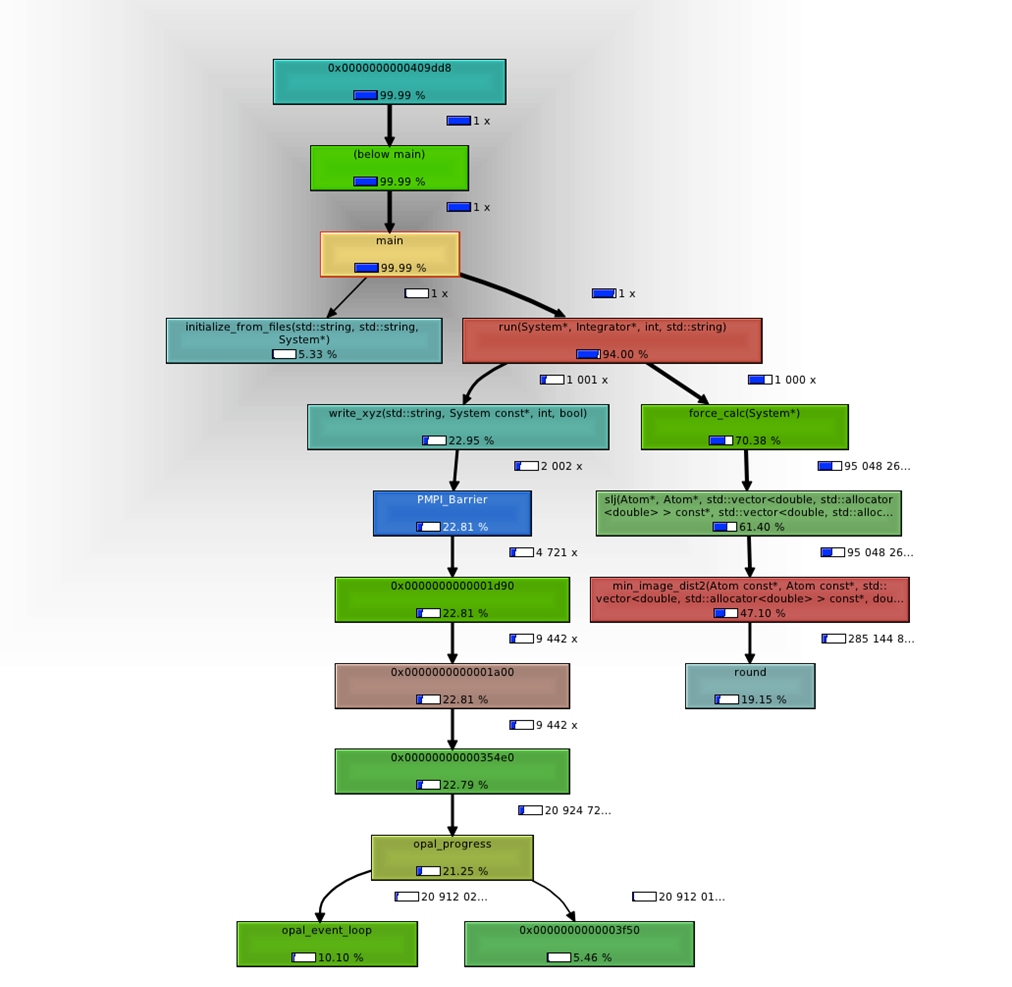 0x0000000000409dd8
99.99 %
1 x
(below main)
99.99 %
1 x
main
99.99 %
1 x
1 x
initialize_from_files(std::string, std::string,
System*)
5.33 %
run(System*, Integrator*, int, std::string)
94.00 %
1 001 x
1 000 x
write_xyz(std::string, System const*, int, bool)
22.95 %
force_calc(System*)
70.38 %
2 002 x
95 048 26...
PMPI_Barrier
22.81 %
slj(Atom*, Atom*, std::vector<double, std::allocator
<double> > const*, std::vector<double, std::alloc...
61.40 %
4 721 x
95 048 26...
0x0000000000001d90
22.81 %
min_image_dist2(Atom const*, Atom const*, std::
vector<double, std::allocator<double> > const*, dou...
47.10 %
9 442 x
285 144 8...
0x0000000000001a00
22.81 %
round
19.15 %
9 442 x
0x00000000000354e0
22.79 %
20 924 72...
opal_progress
21.25 %
20 912 02...
20 912 01...
opal_event_loop
10.10 %
0x0000000000003f50
5.46 %